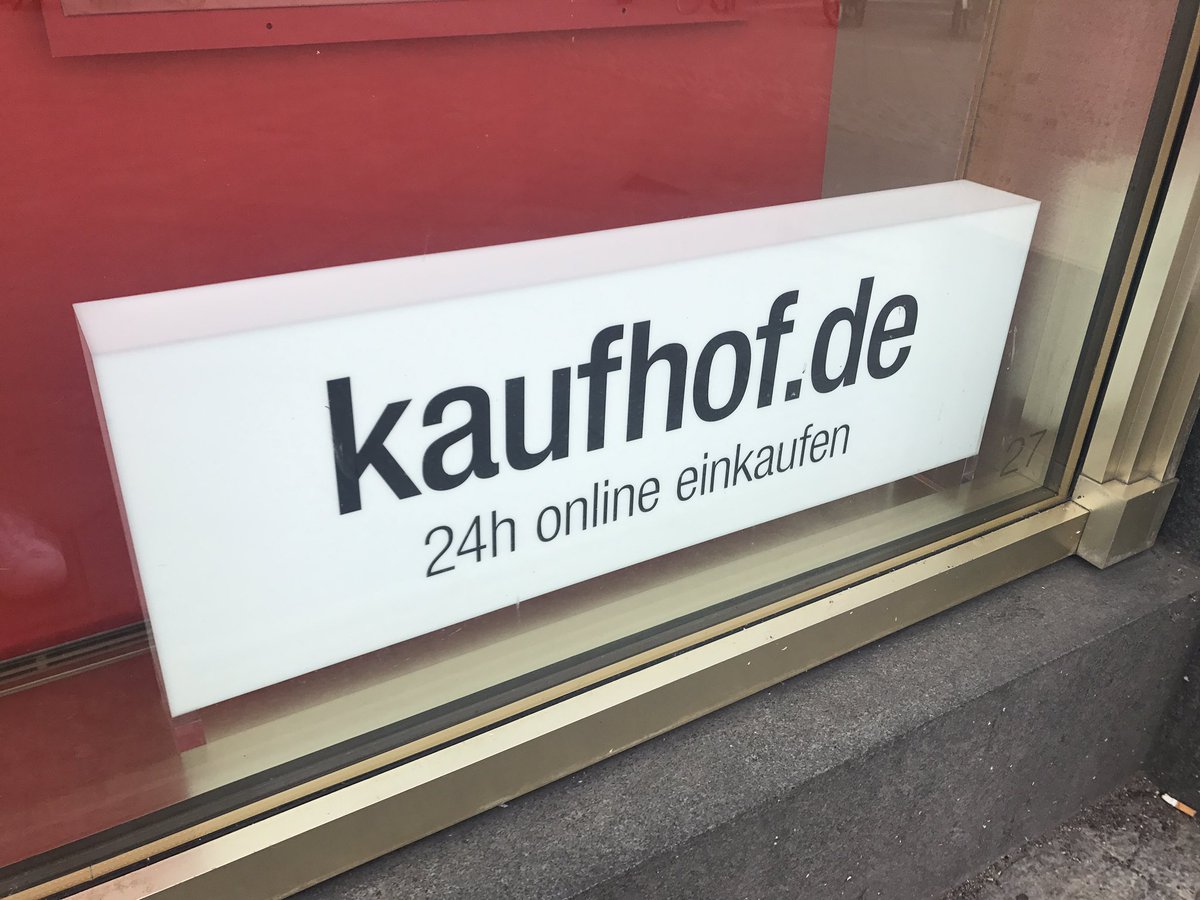 kaufhof.de
24h online einkaufen
27